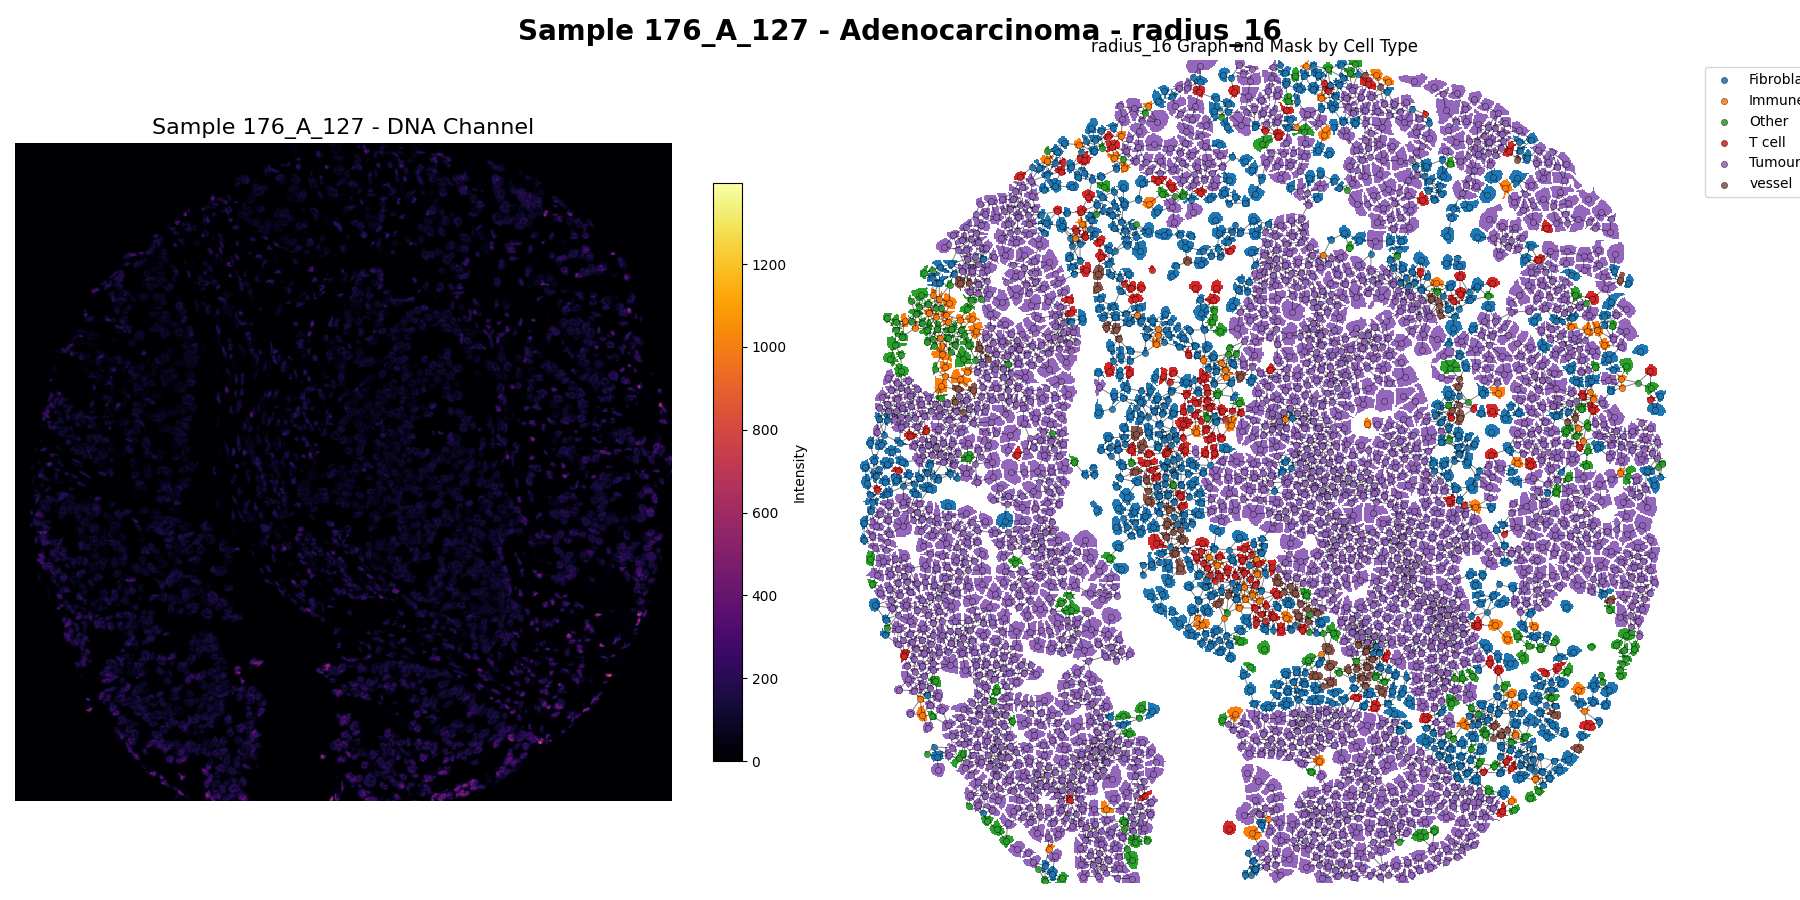 Sample 176_A_127 - Adenocarcinoma - radius_16
radius_16 Graph and Mask by Cell Type
Sample 176_A_127 - DNA Channel
1200
1000
800
600
400
200
0
Intensity
Fibrobla
Immune
Other
T cell
Tumour
vessel